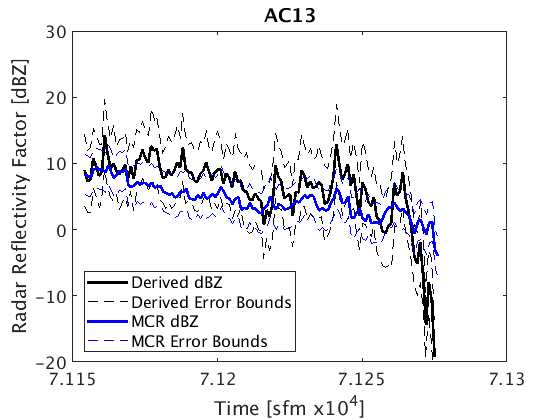 AC13
Radar Reflectivity Factor [dBZ]
30
20
10
0
-10
-20
Derived dBZ
Derived Error Bounds
MCR dBZ
MCR Error Bounds
7.115
7.12
7.125
7.13
Time [sfm x10⁴]